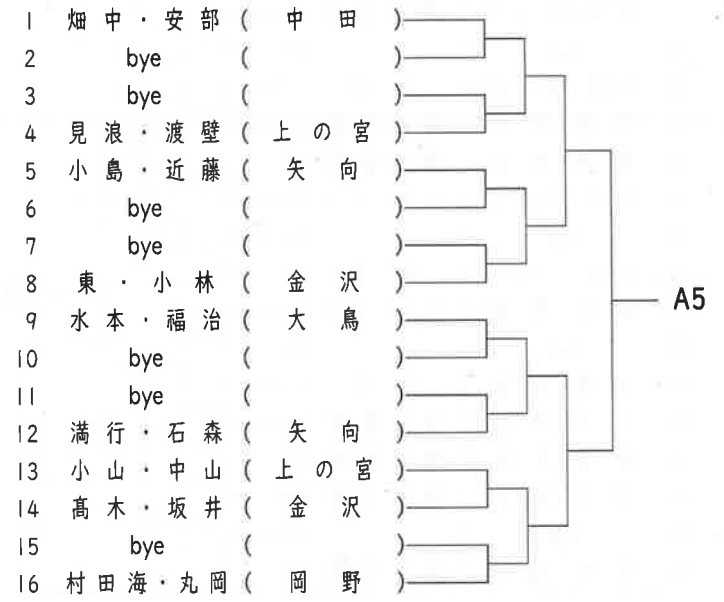 1 畑中・安部 ( 中田 )
2 bye ( )
3 bye ( )
4 見浪・渡壁 ( 上の宮 )
5 小島・近藤 ( 矢向 )
6 bye ( )
7 bye ( )
8 東・小林 ( 金沢 )
A5
9 水本・福治 ( 大鳥 )
10 bye ( )
11 bye ( )
12 満行・石森 ( 矢向 )
13 小山・中山 ( 上の宮 )
14 髙木・坂井 ( 金沢 )
15 bye ( )
16 村田海・丸岡 ( 岡野 )